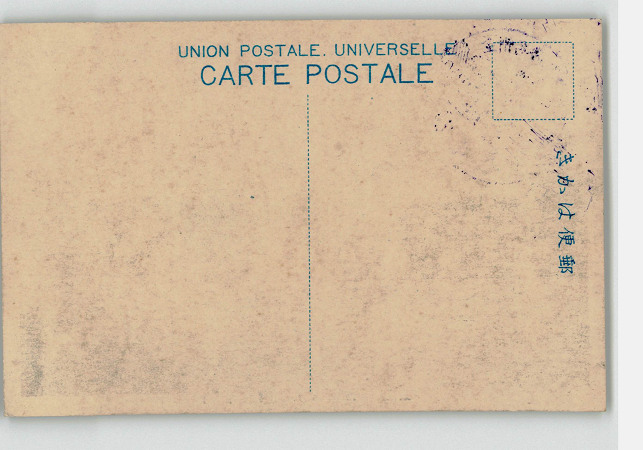 UNION POSTALE. UNIVERSELLE
CARTE POSTALE
郵便はかき